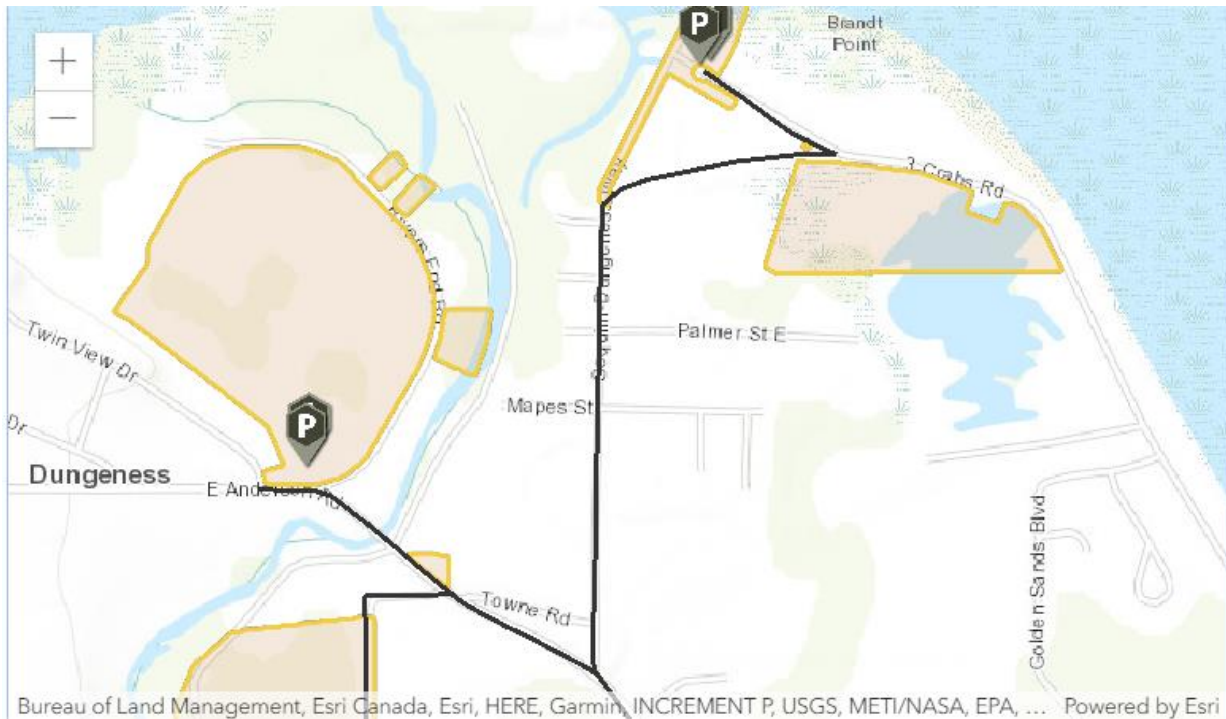 +
−
P
Brandt
Point
3 Crabs Rd
Palmer St E
Twin View Dr
Mapes St
P
Dr
Dungeness
E Anderson Rd
Towne Rd
Golden Sands Blvd
Bureau of Land Management, Esri Canada, Esri, HERE, Garmin, INCREMENT P, USGS, METI/NASA, EPA, ... Powered by Esri